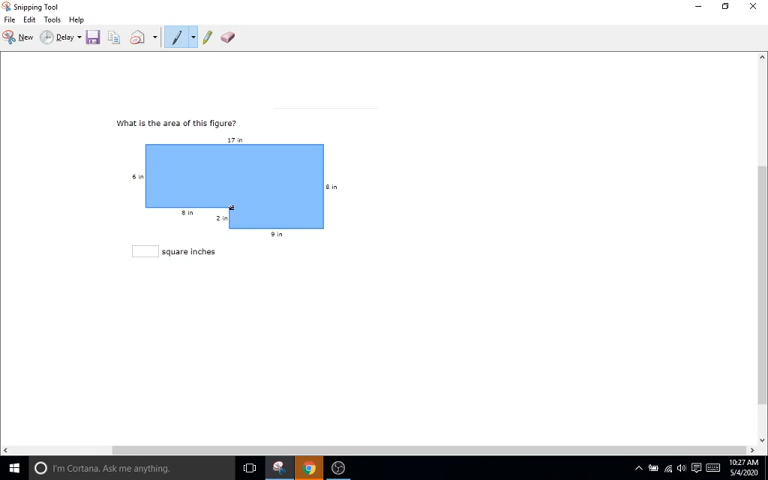 Snipping Tool
File Edit Tools Help
New Delay
What is the area of this figure?
17 in
6 in
8 in
8 in
2 in
9 in
square inches
I'm Cortana. Ask me anything.
10:27 AM
5/4/2020